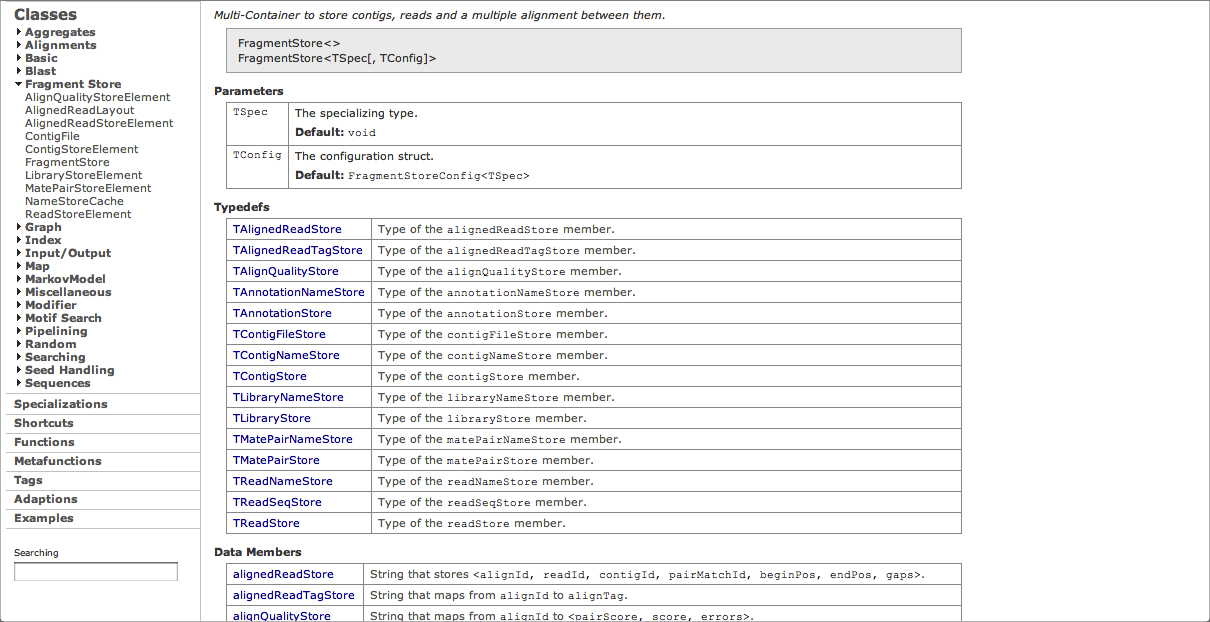 Classes
Aggregates
Alignments
Basic
Blast
Fragment Store
AlignQualityStoreElement
AlignedReadLayout
AlignedReadStoreElement
ContigFile
ContigStoreElement
FragmentStore
LibraryStoreElement
MatePairStoreElement
NameStoreCache
ReadStoreElement
Graph
Index
Input/Output
Map
MarkovModel
Miscellaneous
Modifier
Motif Search
Pipelining
Random
Searching
Seed Handling
Sequences
Specializations
Shortcuts
Functions
Metafunctions
Tags
Adaptions
Examples
Searching
Multi-Container to store contigs, reads and a multiple alignment between them.
FragmentStore<>
FragmentStore<TSpec[, TConfig]>
Parameters
TSpec The specializing type.
Default: void
TConfig The configuration struct.
Default: FragmentStoreConfig<TSpec>
Typedefs
TAlignedReadStore Type of the alignedReadStore member.
TAlignedReadTagStore Type of the alignedReadTagStore member.
TAlignQualityStore Type of the alignQualityStore member.
TAnnotationNameStore Type of the annotationNameStore member.
TAnnotationStore Type of the annotationStore member.
TContigFileStore Type of the contigFileStore member.
TContigNameStore Type of the contigNameStore member.
TContigStore Type of the contigStore member.
TLibraryNameStore Type of the libraryNameStore member.
TLibraryStore Type of the libraryStore member.
TMatePairNameStore Type of the matePairNameStore member.
TMatePairStore Type of the matePairStore member.
TReadNameStore Type of the readNameStore member.
TReadSeqStore Type of the readSeqStore member.
TReadStore Type of the readStore member.
Data Members
alignedReadStore String that stores <alignId, readId, contigId, pairMatchId, beginPos, endPos, gaps>.
alignedReadTagStore String that maps from alignId to alignTag.
alignQualityStore String that maps from alignId to <pairScore, score, errors>.